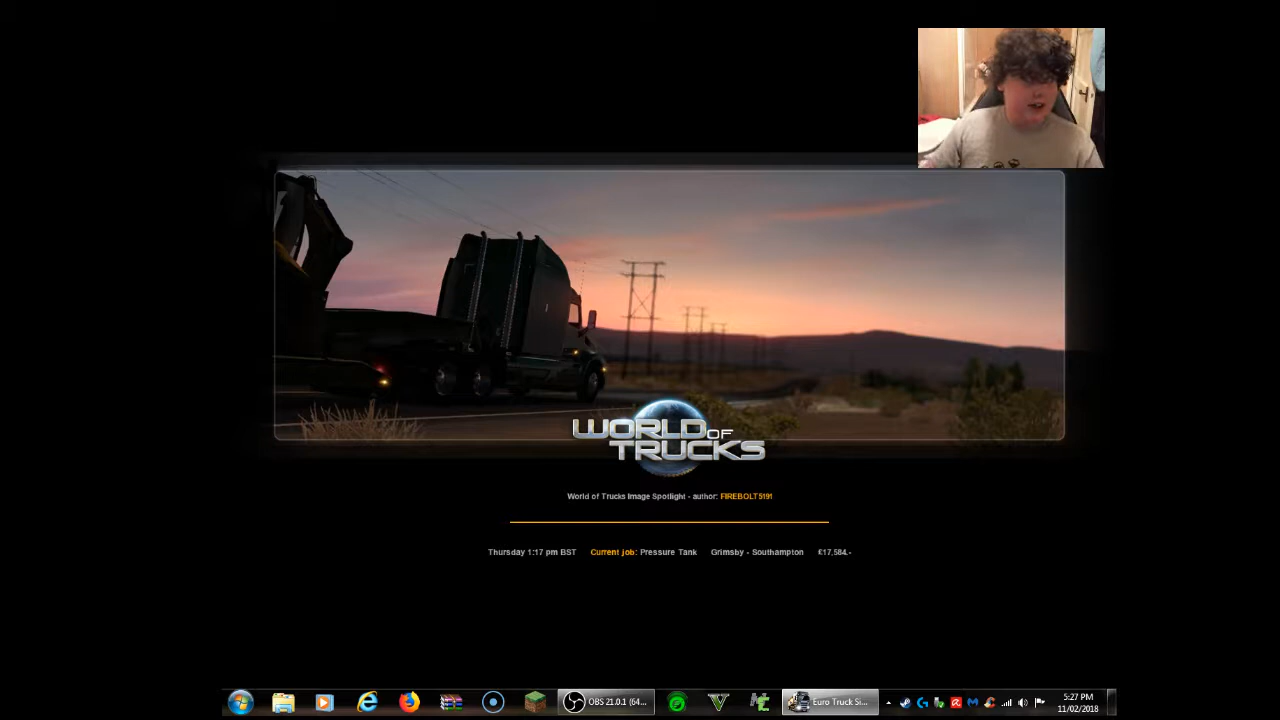 WORLD OF
TRUCKS
World of Trucks Image Spotlight - author: FIREBOLT5191
Thursday 1:17 pm BST Current job: Pressure Tank Grimsby - Southampton €17,584.-
OBS 21.0.1 (64... Euro Truck Si... 5:27 PM
11/02/2018